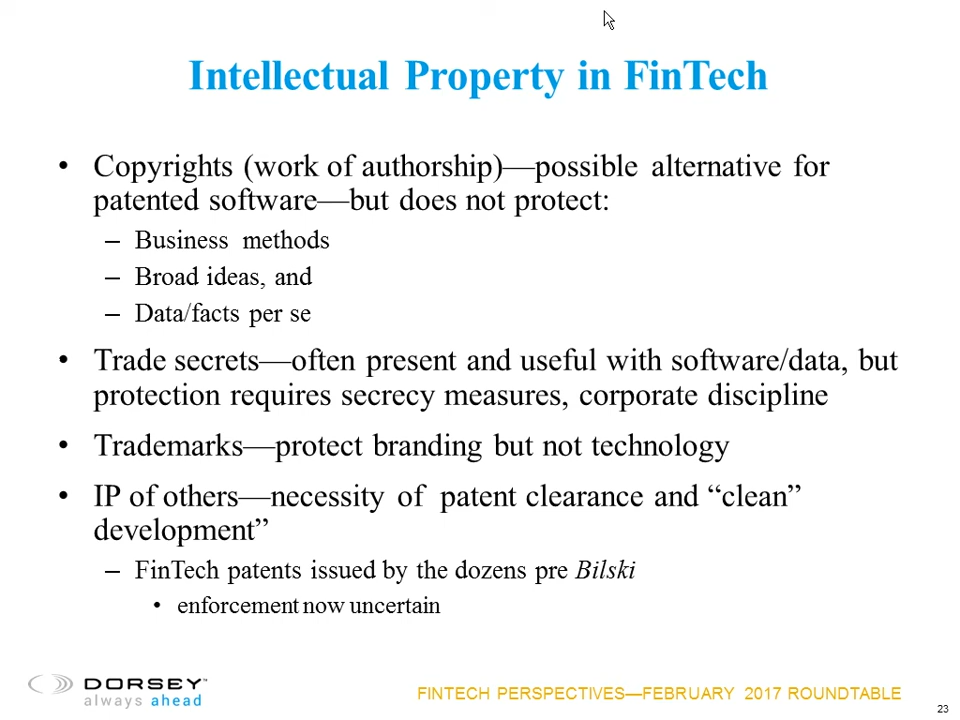 Intellectual Property in FinTech
• Copyrights (work of authorship)—possible alternative for
patented software—but does not protect:
– Business methods
– Broad ideas, and
– Data/facts per se
• Trade secrets—often present and useful with software/data, but
protection requires secrecy measures, corporate discipline
• Trademarks—protect branding but not technology
• IP of others—necessity of patent clearance and “clean”
development”
– FinTech patents issued by the dozens pre Bilski
• enforcement now uncertain
DORSEY™
always ahead
FINTECH PERSPECTIVES—FEBRUARY 2017 ROUNDTABLE
23